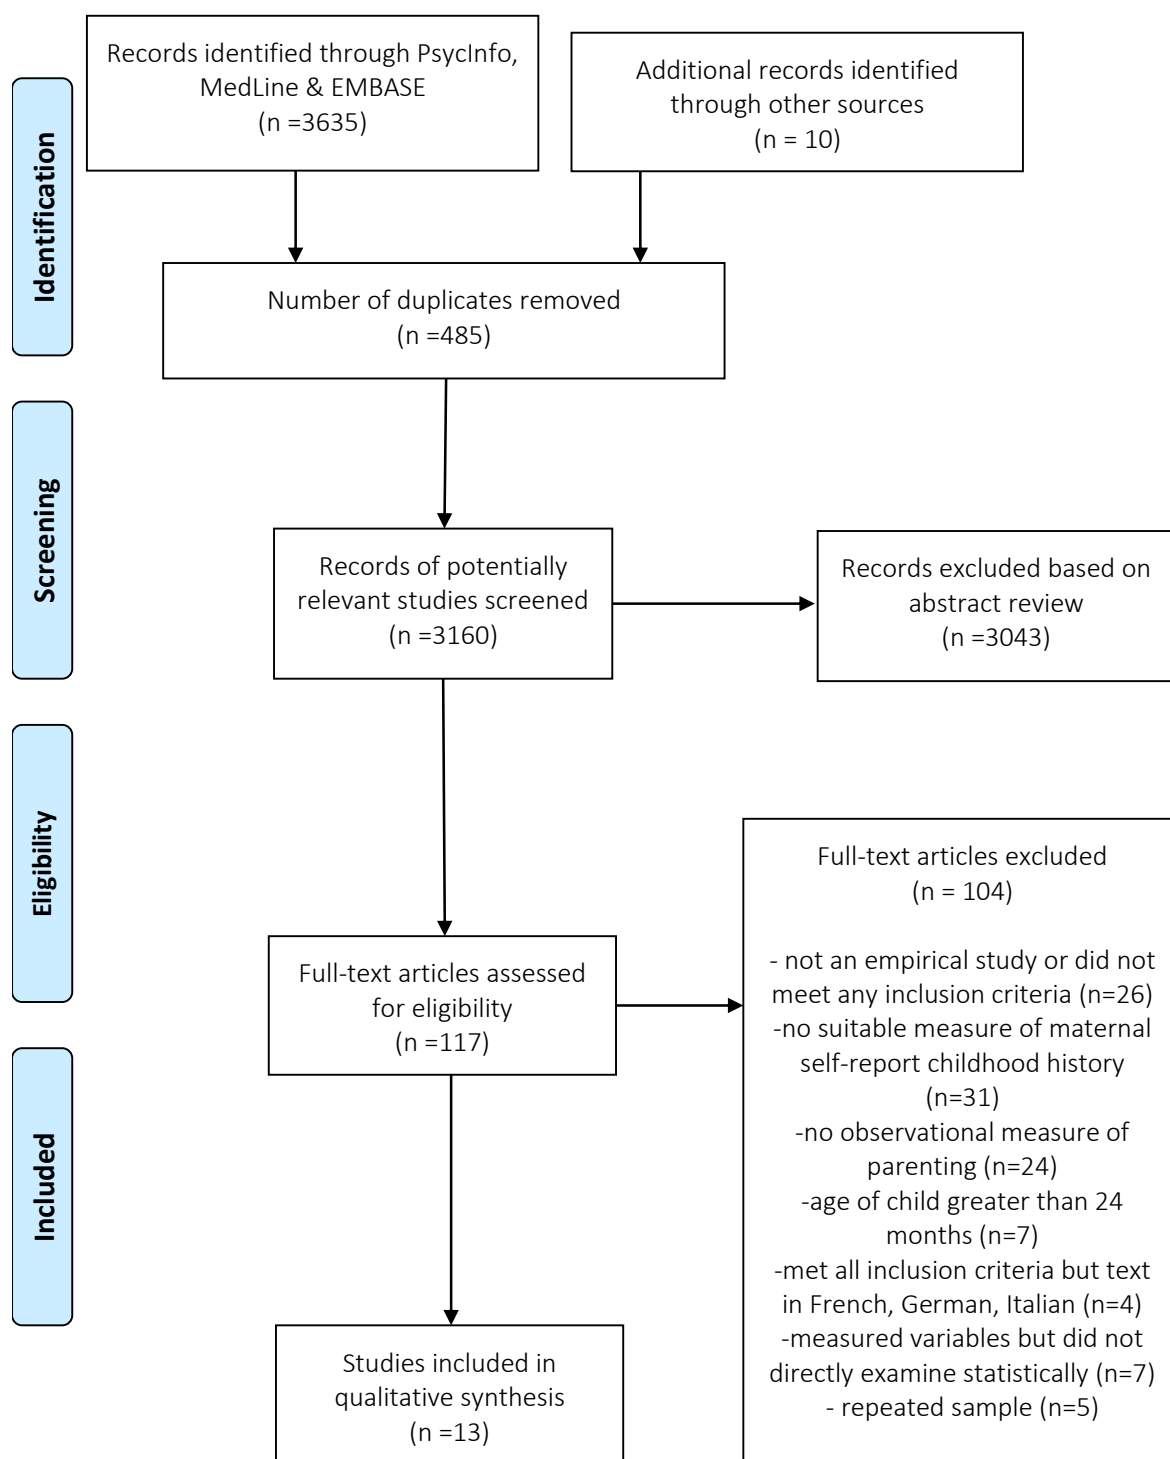 Records identified through PsycInfo,
MedLine & EMBASE
(n =3635)
Additional records identified
through other sources
(n = 10)
Identification
Number of duplicates removed
(n =485)
Screening
Records of potentially
relevant studies screened
(n =3160)
Records excluded based on
abstract review
(n =3043)
Eligibility
Full-text articles assessed
for eligibility
(n =117)
Full-text articles excluded
(n = 104)
- not an empirical study or did not
meet any inclusion criteria (n=26)
-no suitable measure of maternal
self-report childhood history
(n=31)
-no observational measure of
parenting (n=24)
-age of child greater than 24
months (n=7)
-met all inclusion criteria but text
in French, German, Italian (n=4)
-measured variables but did not
directly examine statistically (n=7)
- repeated sample (n=5)
Included
Studies included in
qualitative synthesis
(n =13)